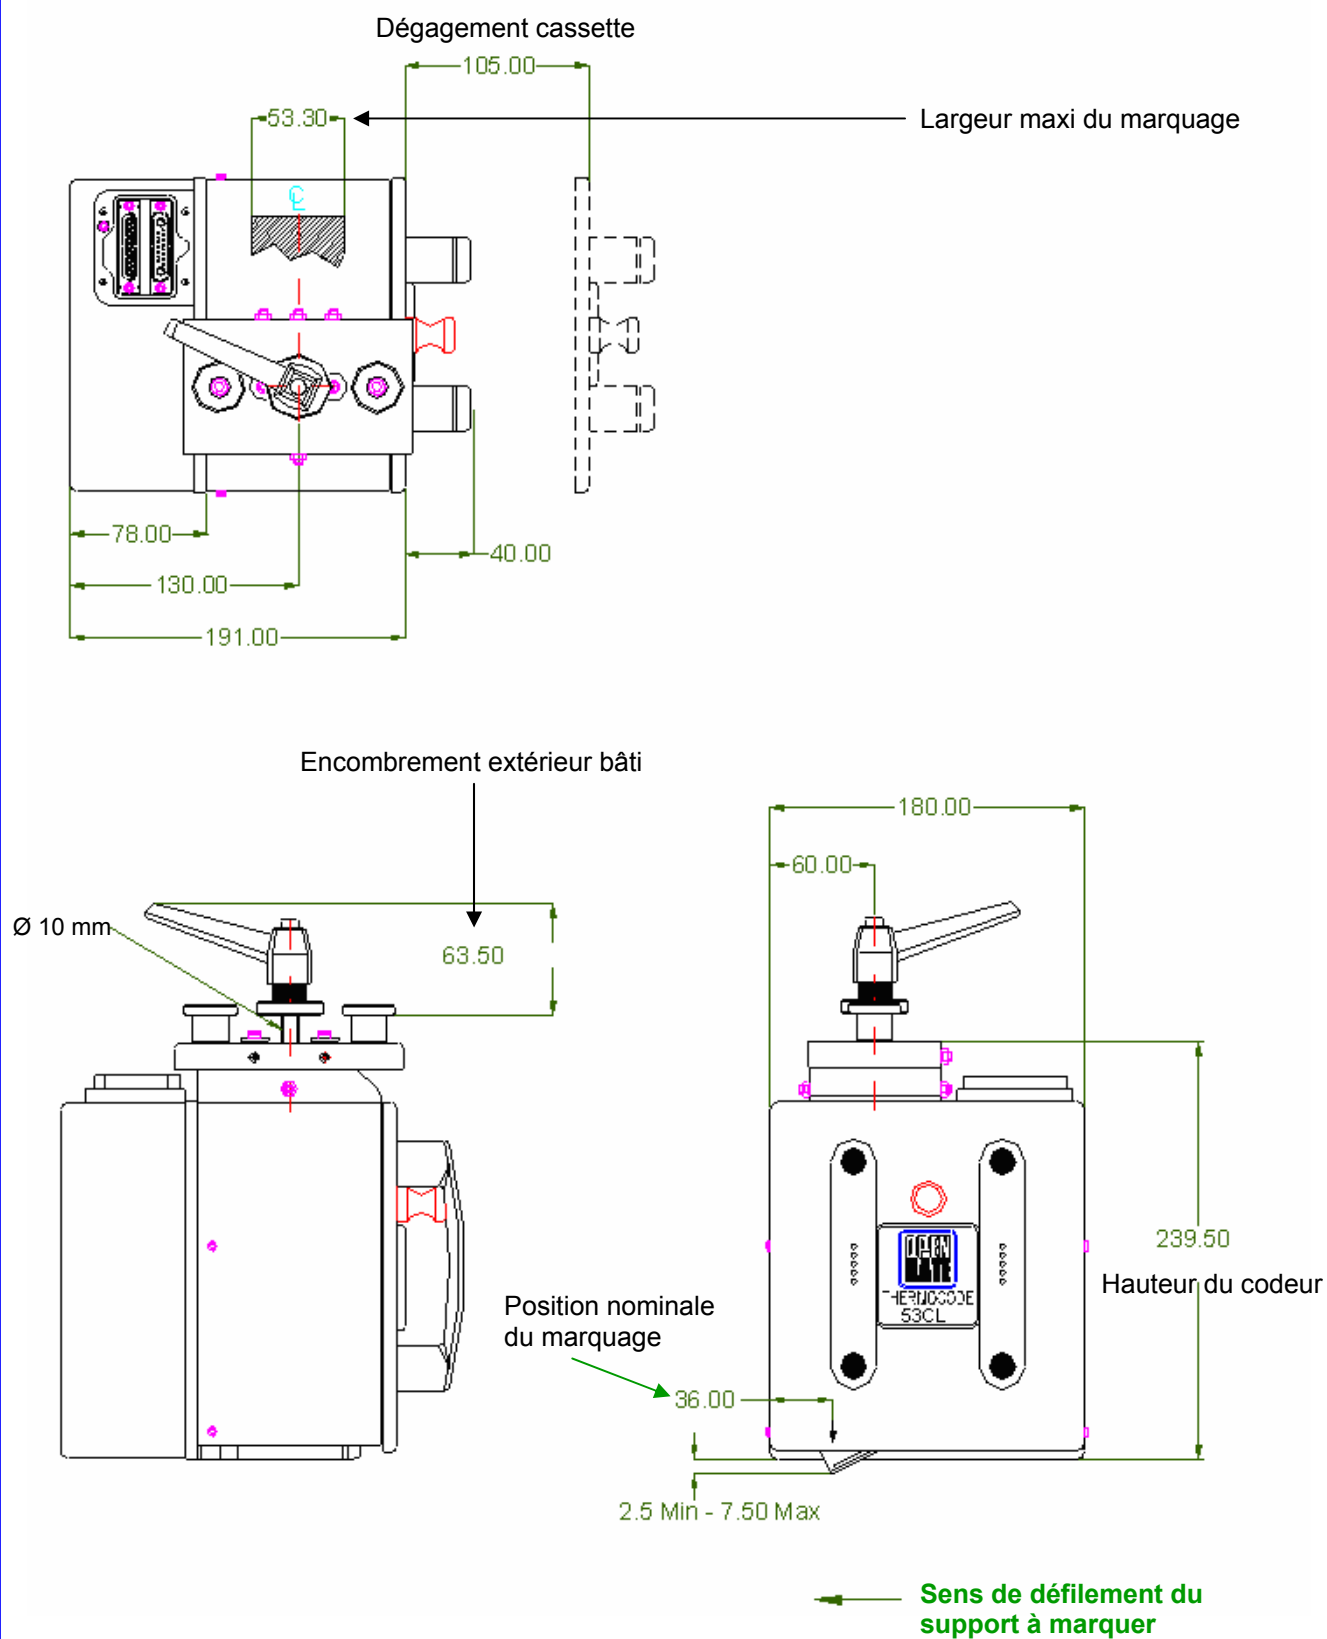 Dégagement cassette
105.00
53.30
Largeur maxi du marquage
78.00
40.00
130.00
191.00
Encombrement extérieur bâti
180.00
60.00
Ø 10 mm
63.50
239.50
Hauteur du codeur
OPEN
DATE
THERMOCODE
53CL
Position nominale
du marquage
36.00
2.5 Min - 7.50 Max
Sens de défilement du
support à marquer